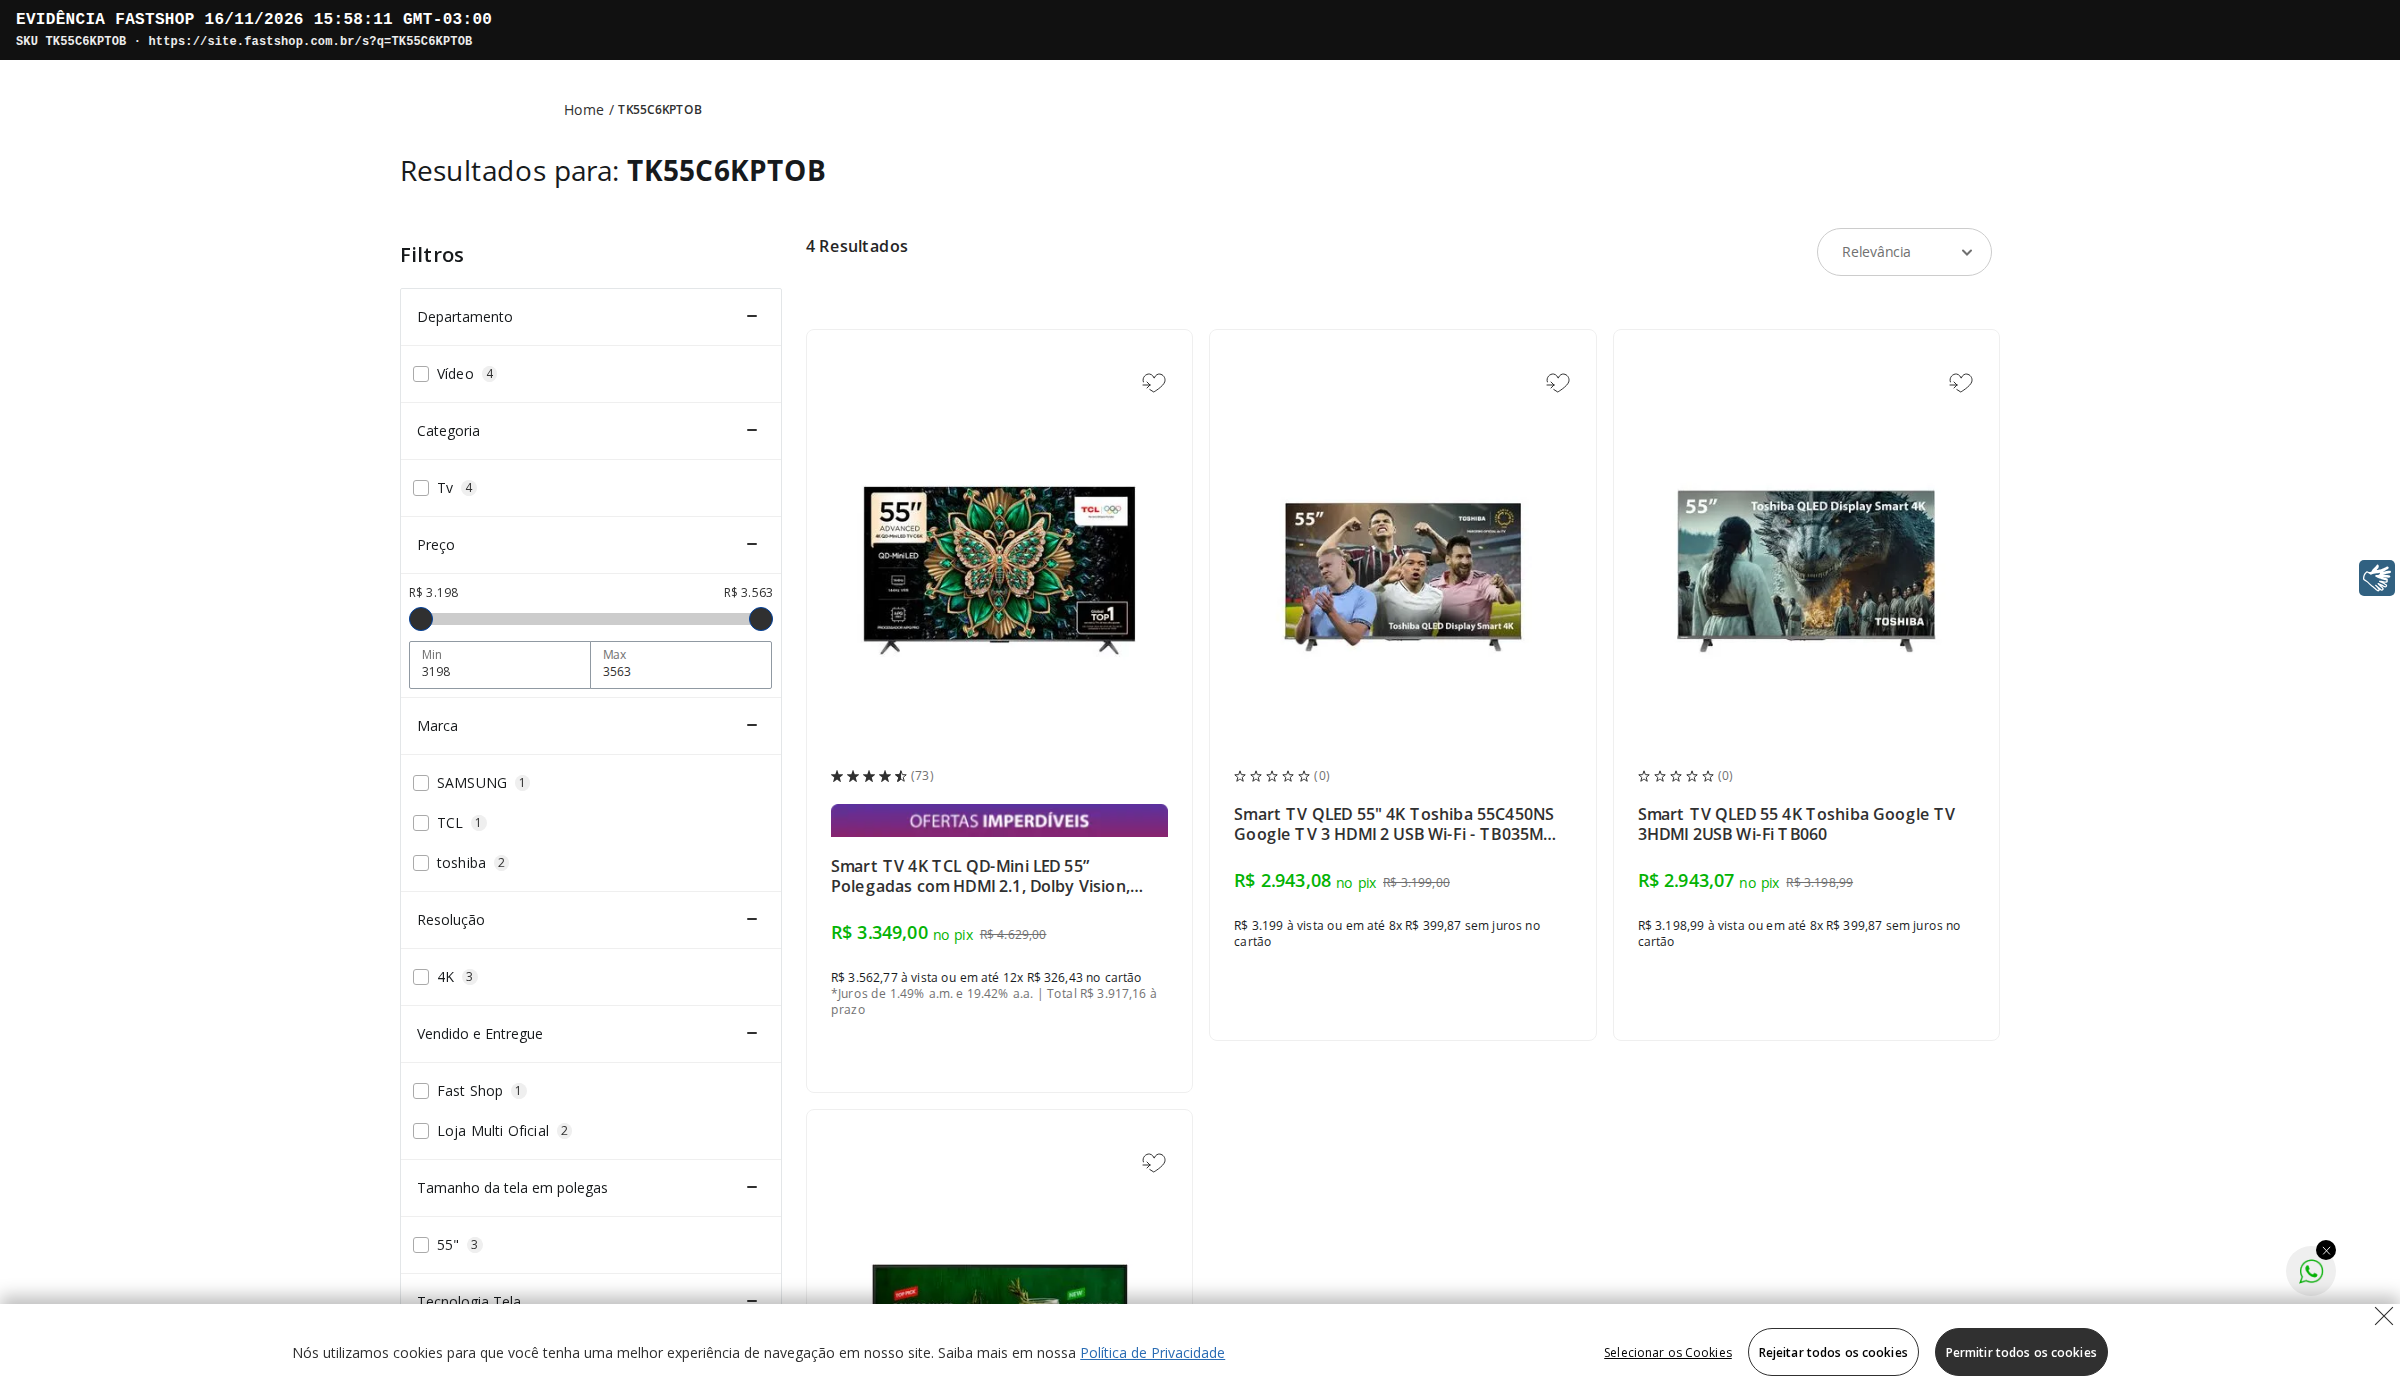 EVIDÊNCIA FASTSHOP 16/11/2026 15:58:11 GMT-03:00
SKU TK55C6KPTOB · https://site.fastshop.com.br/s?q=TK55C6KPTOB
Home / TK55C6KPTOB
Resultados para: TK55C6KPTOB
Filtros
Departamento
Vídeo 4
Categoria
Tv 4
Preço
R$ 3.198 R$ 3.563
Min Max
3198 3563
Marca
SAMSUNG 1
TCL 1
toshiba 2
Resolução
4K 3
Vendido e Entregue
Fast Shop 1
Loja Multi Oficial 2
Tamanho da tela em polegas
55" 3
Tecnologia Tela
4 Resultados
Relevância
55”
ADVANCED
TCL
QD-MiniLED
Global
TOP 1
(73)
OFERTAS IMPERDÍVEIS
Smart TV 4K TCL QD-Mini LED 55”
Polegadas com HDMI 2.1, Dolby Vision,...
R$ 3.349,00 no pix R$ 4.629,00
R$ 3.562,77 à vista ou em até 12x R$ 326,43 no cartão
*Juros de 1.49% a.m. e 19.42% a.a. | Total R$ 3.917,16 à
prazo
55”
TOSHIBA
Toshiba QLED Display Smart 4K
(0)
Smart TV QLED 55" 4K Toshiba 55C450NS
Google TV 3 HDMI 2 USB Wi-Fi - TB035M...
R$ 2.943,08 no pix R$ 3.199,00
R$ 3.199 à vista ou em até 8x R$ 399,87 sem juros no
cartão
55”
Toshiba QLED Display Smart 4K
TOSHIBA
(0)
Smart TV QLED 55 4K Toshiba Google TV
3HDMI 2USB Wi-Fi TB060
R$ 2.943,07 no pix R$ 3.198,99
R$ 3.198,99 à vista ou em até 8x R$ 399,87 sem juros no
cartão
TOP PICK
NEW
Nós utilizamos cookies para que você tenha uma melhor experiência de navegação em nosso site. Saiba mais em nossa Política de Privacidade
Selecionar os Cookies
Rejeitar todos os cookies
Permitir todos os cookies